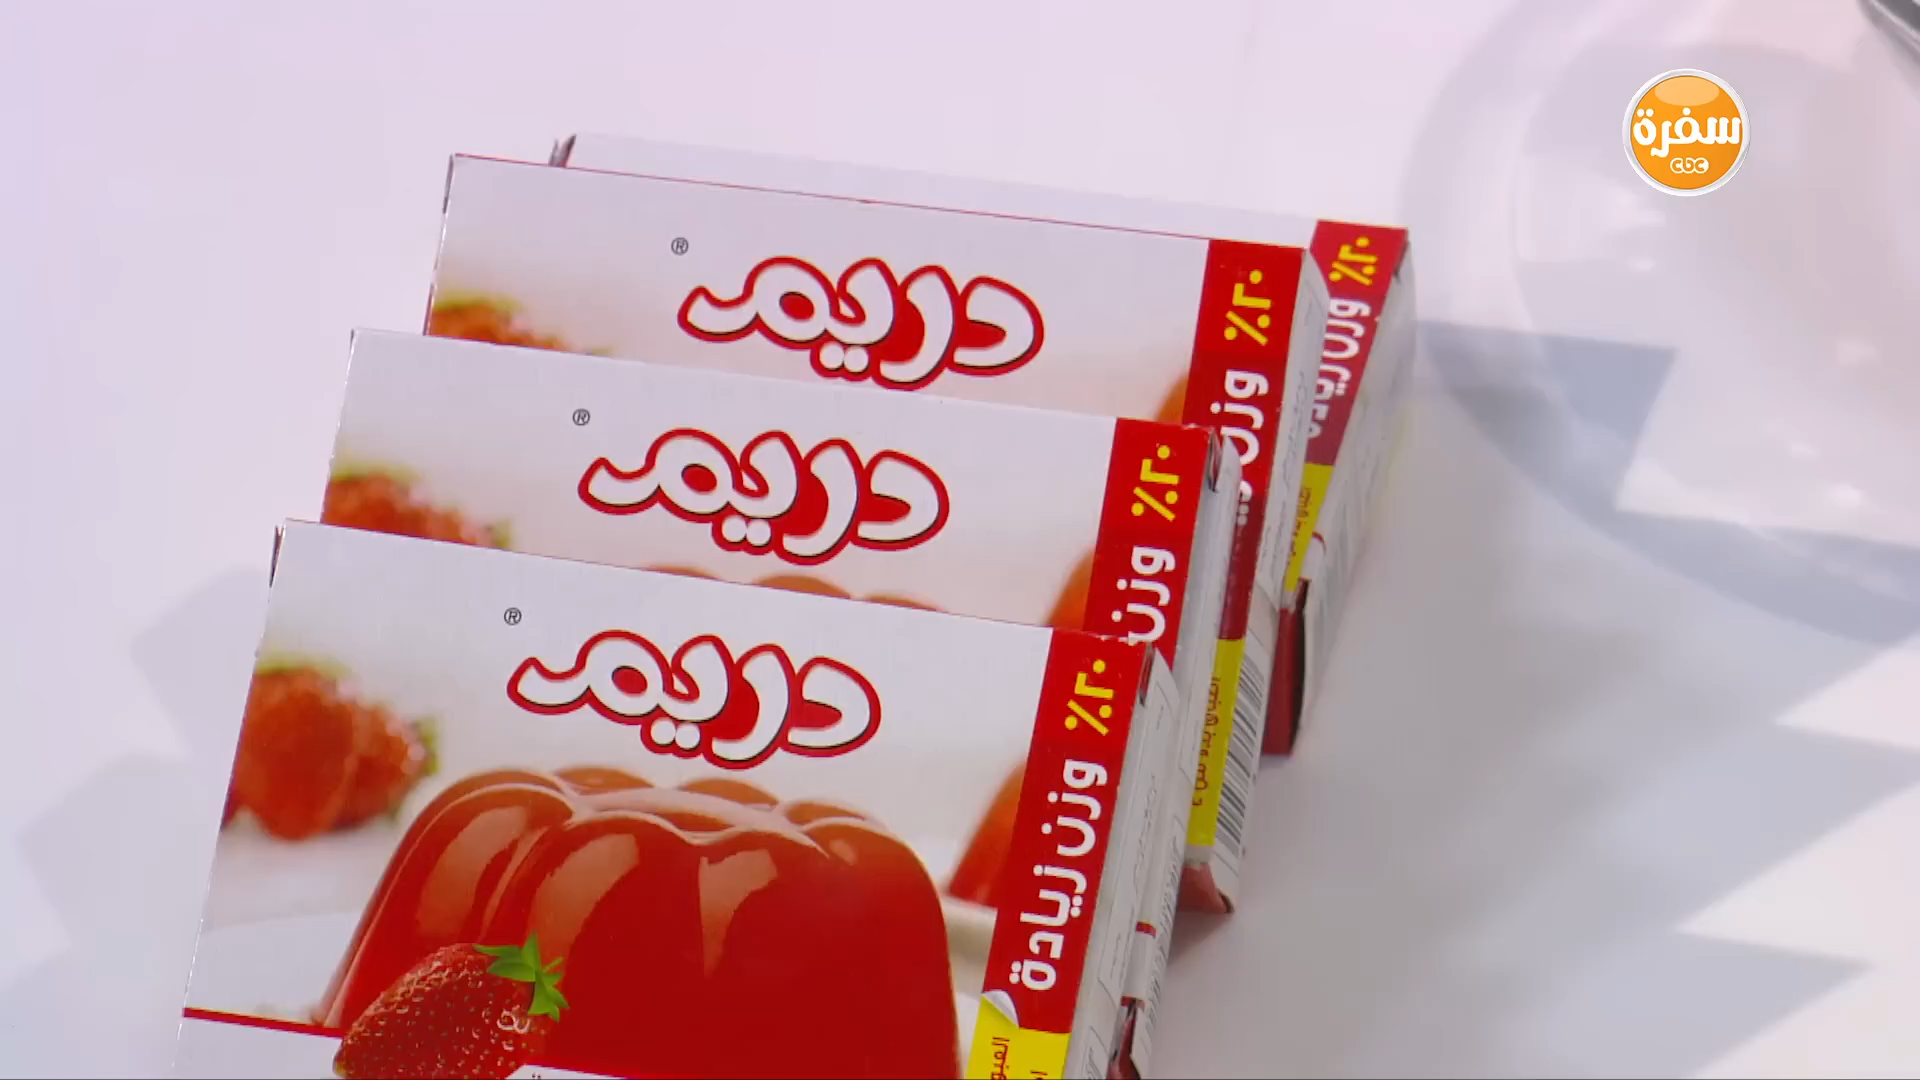 سفرة
cbc
دريم
®
٢٠٪ وزن زيادة
٢٠٪ وزن زيادة
دريم
®
٢٠٪ وزن
دريم
®
٢٠٪ وزن زيادة